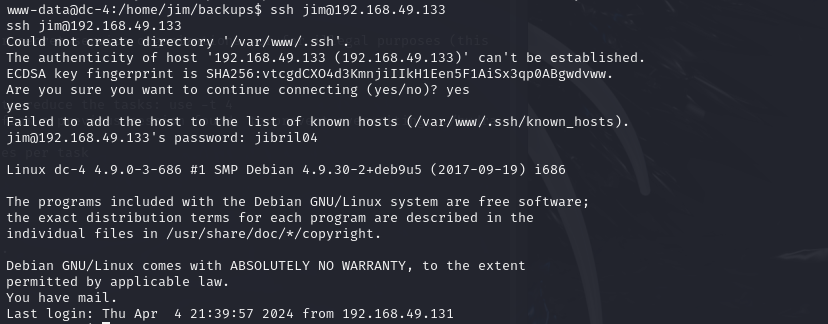 www-data@dc-4:/home/jim/backups$ ssh jim@192.168.49.133
ssh jim@192.168.49.133
Could not create directory '/var/www/.ssh'.
The authenticity of host '192.168.49.133 (192.168.49.133)' can't be established.
ECDSA key fingerprint is SHA256:vtcgdCXO4d3KmnjiIIkH1Een5F1AiSx3qp0ABgwdvww.
Are you sure you want to continue connecting (yes/no)? yes
yes
Failed to add the host to the list of known hosts (/var/www/.ssh/known_hosts).
jim@192.168.49.133's password: jibril04
Linux dc-4 4.9.0-3-686 #1 SMP Debian 4.9.30-2+deb9u5 (2017-09-19) i686
The programs included with the Debian GNU/Linux system are free software;
the exact distribution terms for each program are described in the
individual files in /usr/share/doc/*/copyright.
Debian GNU/Linux comes with ABSOLUTELY NO WARRANTY, to the extent
permitted by applicable law.
You have mail.
Last login: Thu Apr  4 21:39:57 2024 from 192.168.49.131